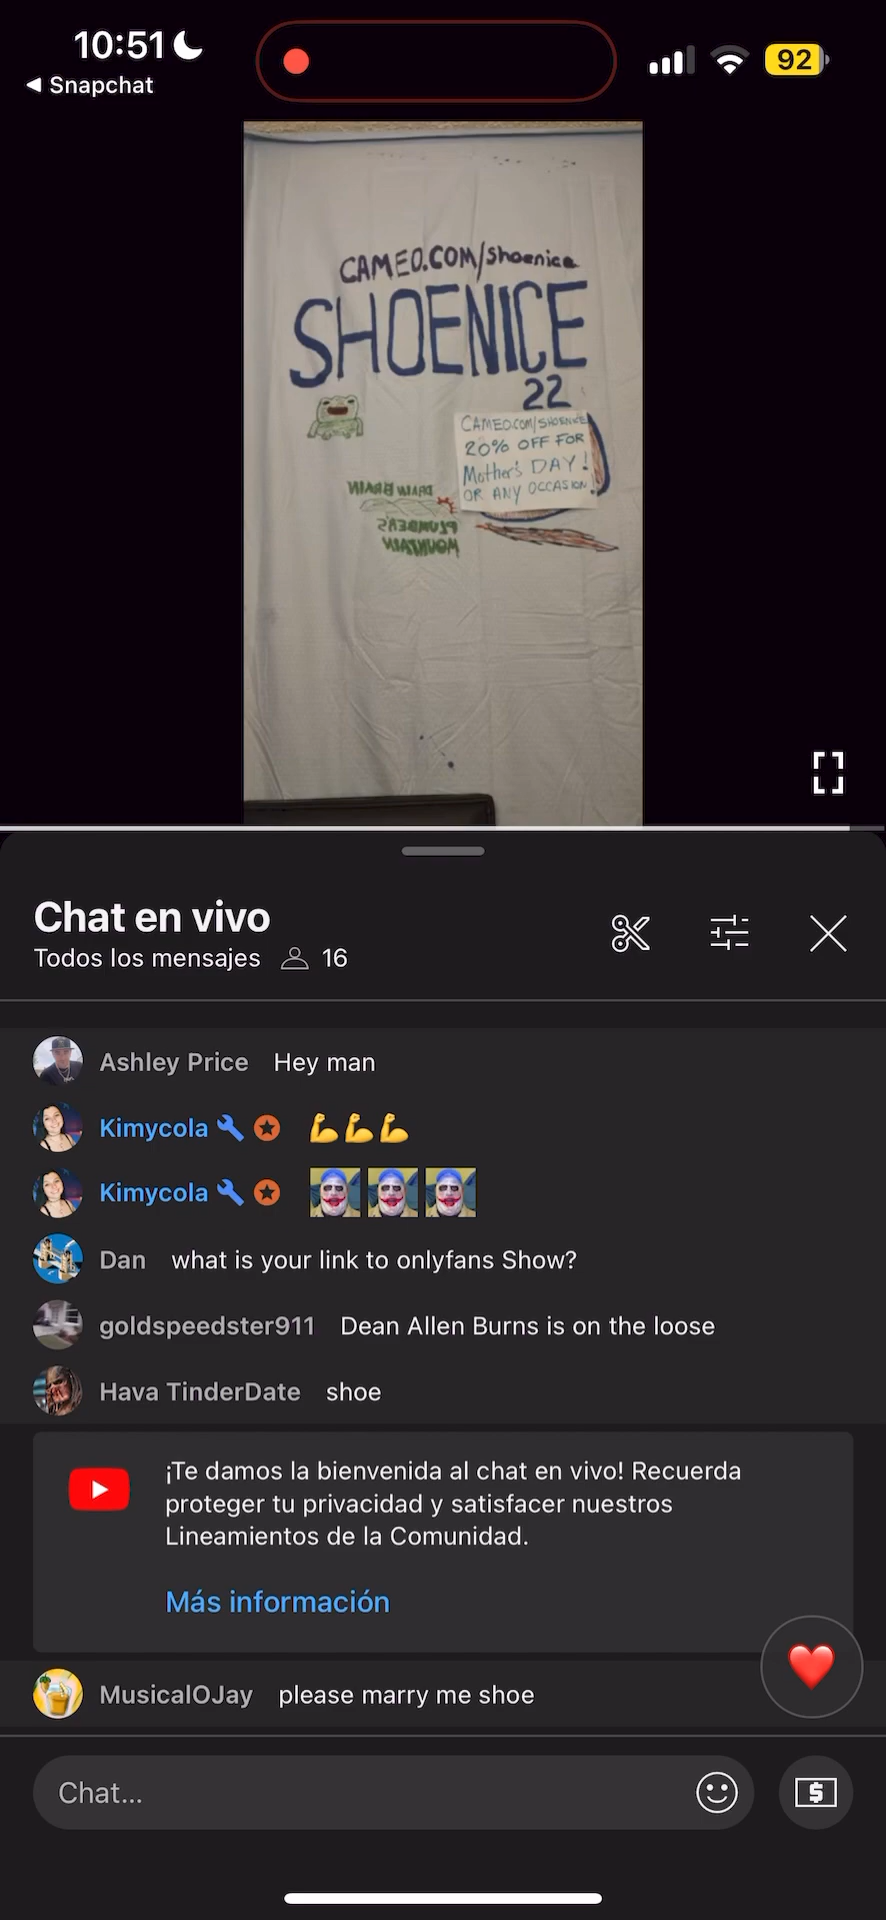 10:51
92
◀ Snapchat
CAMEO.COM/shoenice
SHOENICE
22
CAMEO.COM/SHOENICE
20% OFF FOR
Mother's DAY!
OR ANY OCCASION!
DRAIN BRAIN
PLUMBER'S
MOUNTAIN
Chat en vivo
Todos los mensajes 16
Ashley Price Hey man
Kimycola 💪💪💪
Kimycola
Dan what is your link to onlyfans Show?
goldspeedster911 Dean Allen Burns is on the loose
Hava TinderDate shoe
¡Te damos la bienvenida al chat en vivo! Recuerda
proteger tu privacidad y satisfacer nuestros
Lineamientos de la Comunidad.
Más información
MusicalOJay please marry me shoe
Chat...